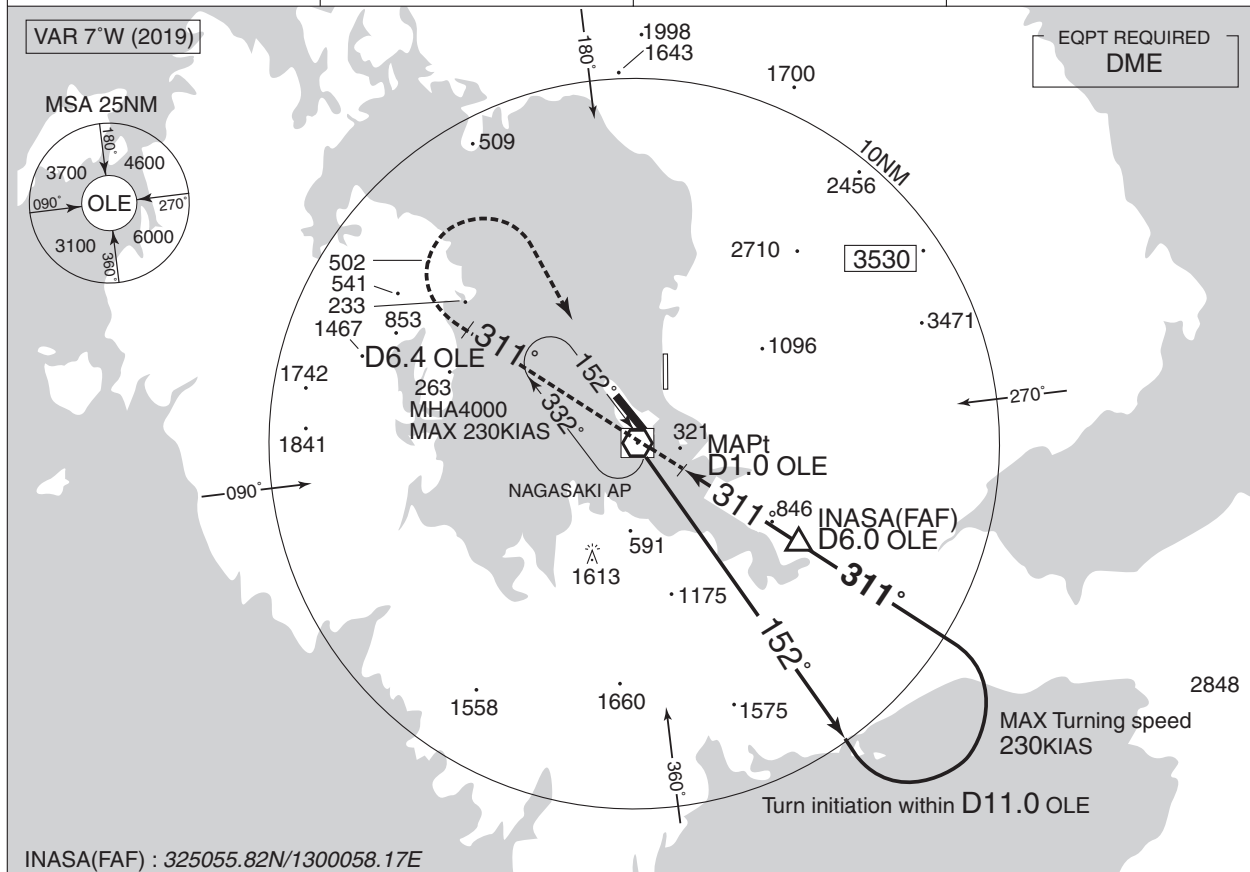 VAR 7°W (2019)
EQPT REQUIRED
DME
180°
1998
1643
1700
MSA 25NM
180°
3700
4600
090°
OLE
270°
3100
6000
360°
509
10NM
2456
2710
3530
502
541
233
853
1467
D6.4 OLE
311°
152°
3471
1096
1742
263
MHA4000
MAX 230KIAS
332°
270°
1841
321
MAPt
D1.0 OLE
090°
NAGASAKI AP
311°
846
INASA(FAF)
D6.0 OLE
591
1613
311°
1175
152°
1558
1660
1575
2848
MAX Turning speed
230KIAS
360°
Turn initiation within D11.0 OLE
INASA(FAF) : 325055.82N/1300058.17E